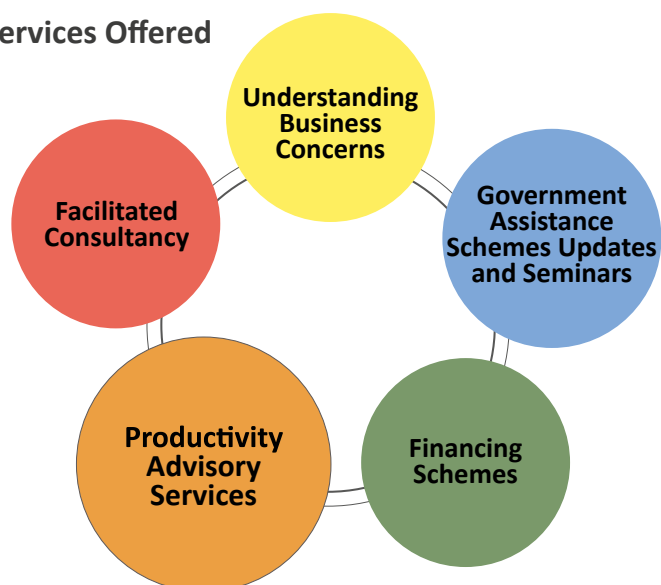 ervices Offered
Understanding
Business
Concerns
Government
Assistance
Schemes Updates
and Seminars
Financing
Schemes
Productivity
Advisory
Services
Facilitated
Consultancy